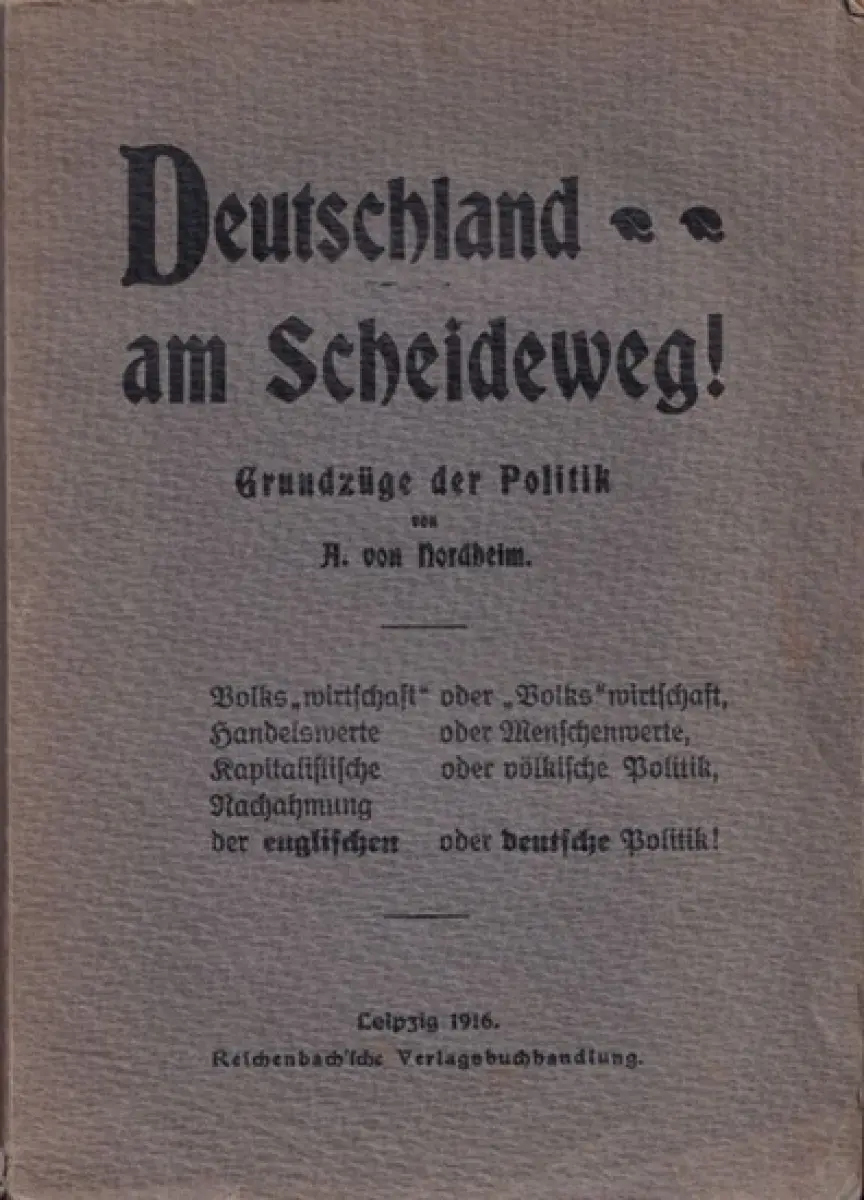 Deutschland
am Scheideweg!
Grundzüge der Politik
von
A. von Nordheim.
Volks„wirtschaft“ oder „Volks“wirtschaft,
Handelswerte oder Menschenwerte,
Kapitalistische oder völkische Politik,
Nachahmung
der englischen oder deutsche Politik!
Leipzig 1916.
Reichenbach'sche Verlagsbuchhandlung.